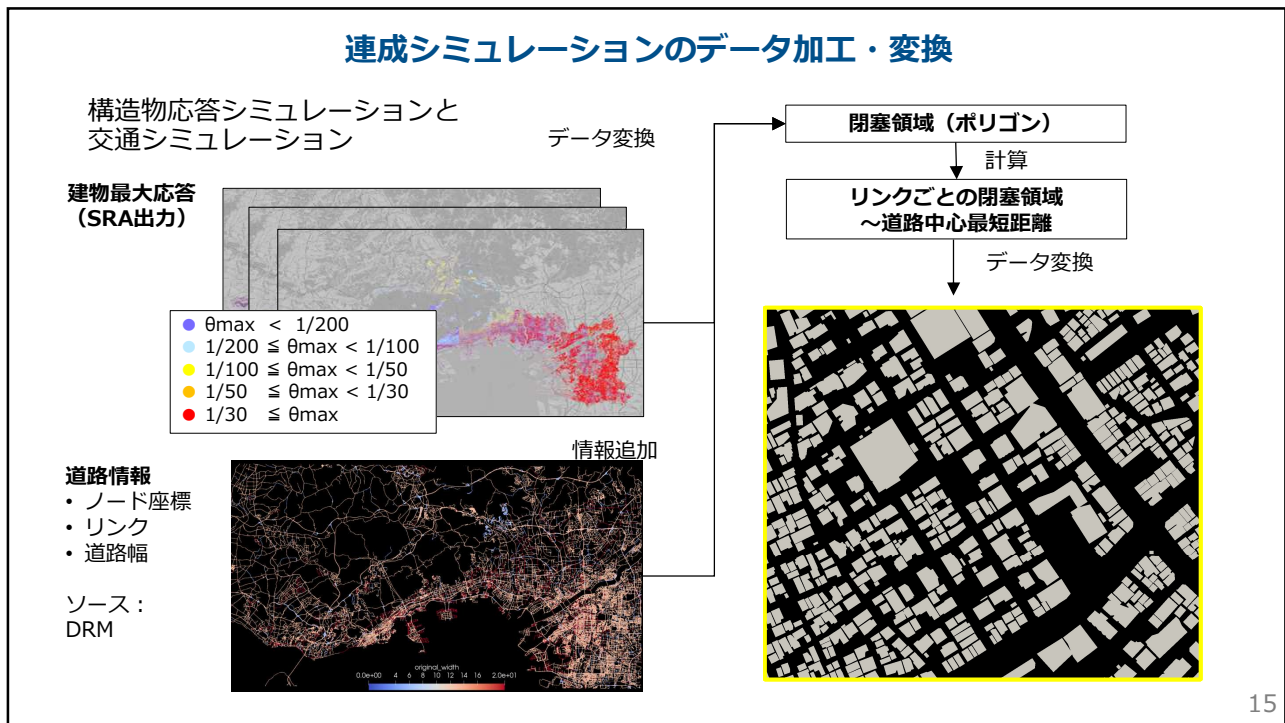 連成シミュレーションのデータ加工・変換
構造物応答シミュレーションと
交通シミュレーション
データ変換
建物最大応答
（SRA出力）
θmax < 1/200
1/200 ≦ θmax < 1/100
1/100 ≦ θmax < 1/50
1/50 ≦ θmax < 1/30
1/30 ≦ θmax
情報追加
道路情報
• ノード座標
• リンク
• 道路幅
ソース：
DRM
original_width
0.0e+00 4 6 8 10 12 14 16 2.0e+01
閉塞領域（ポリゴン）
計算
リンクごとの閉塞領域
～道路中心最短距離
データ変換
15